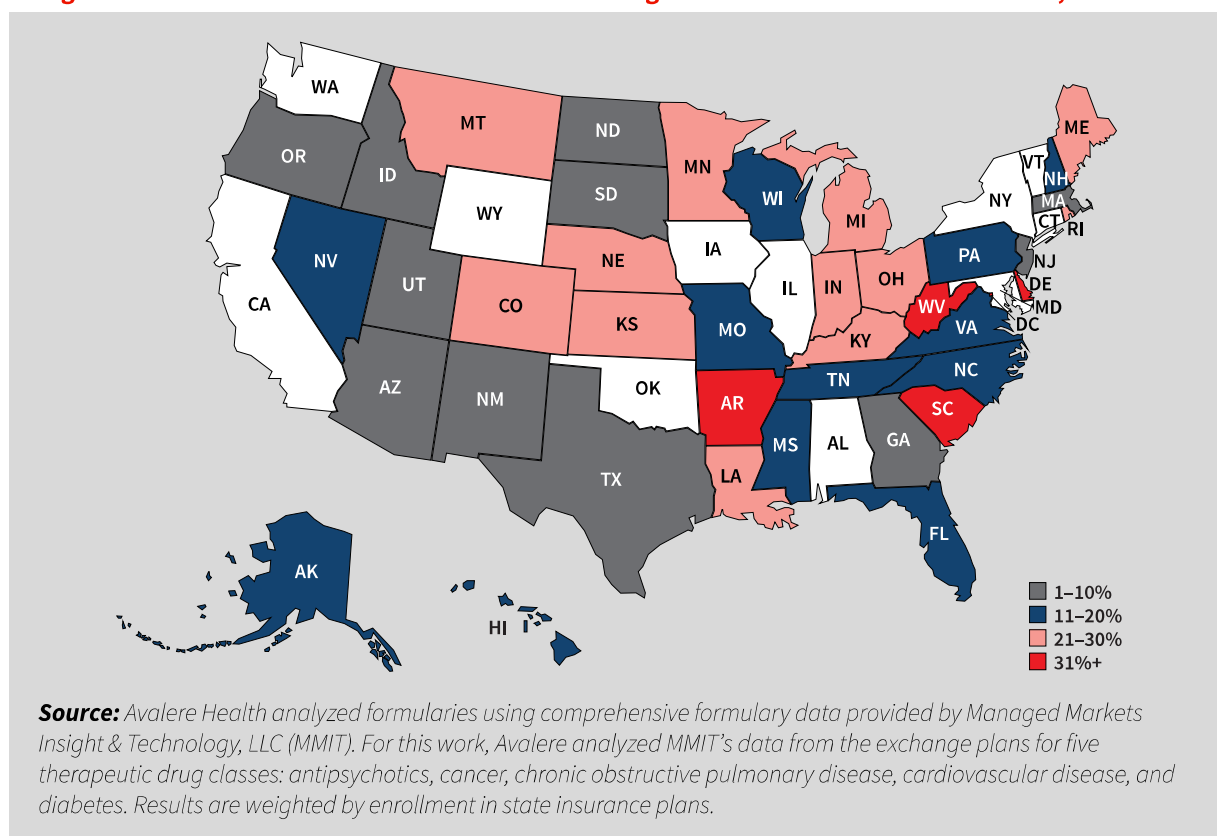 WA
MT
ND
MN
ME
OR
ID
SD
WI
VT
NH
WY
NY
MA
MI
CT
RI
IA
NV
NE
PA
UT
IL
IN
OH
NJ
CA
CO
DE
WV
MD
KS
MO
VA
DC
KY
AZ
NM
OK
TN
NC
AR
SC
MS
AL
GA
TX
LA
FL
AK
HI
1–10%
11–20%
21–30%
31%+
Source: Avalere Health analyzed formularies using comprehensive formulary data provided by Managed Markets
Insight & Technology, LLC (MMIT). For this work, Avalere analyzed MMIT’s data from the exchange plans for five
therapeutic drug classes: antipsychotics, cancer, chronic obstructive pulmonary disease, cardiovascular disease, and
diabetes. Results are weighted by enrollment in state insurance plans.